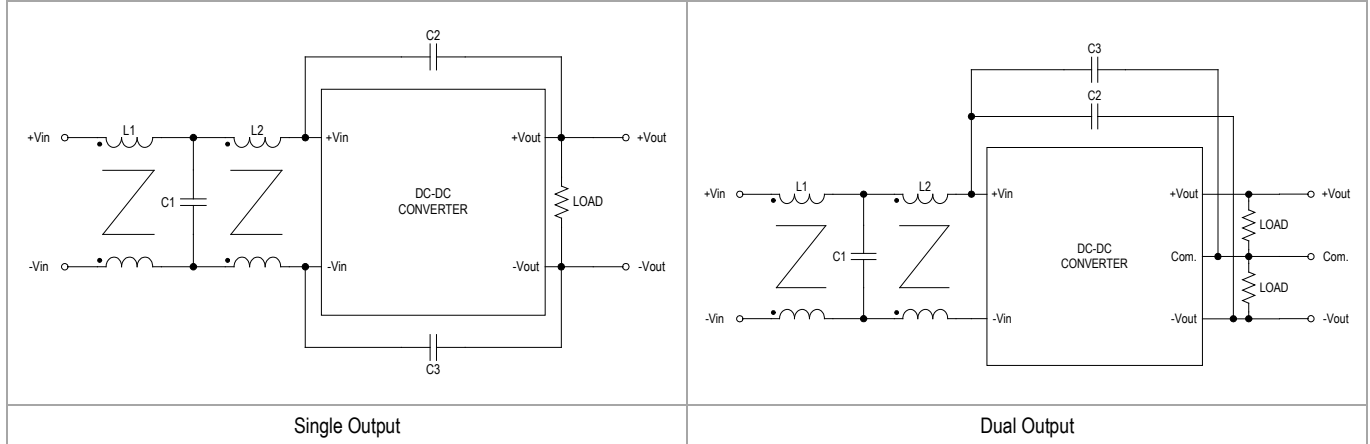 C2
+Vin
L1
L2
+Vin
+Vout
+Vout
C1
DC-DC
CONVERTER
LOAD
-Vin
-Vin
-Vout
-Vout
C3
Single Output
C3
C2
+Vin
L1
L2
+Vin
+Vout
+Vout
LOAD
C1
DC-DC
CONVERTER
Com.
Com.
LOAD
-Vin
-Vin
-Vout
-Vout
Dual Output